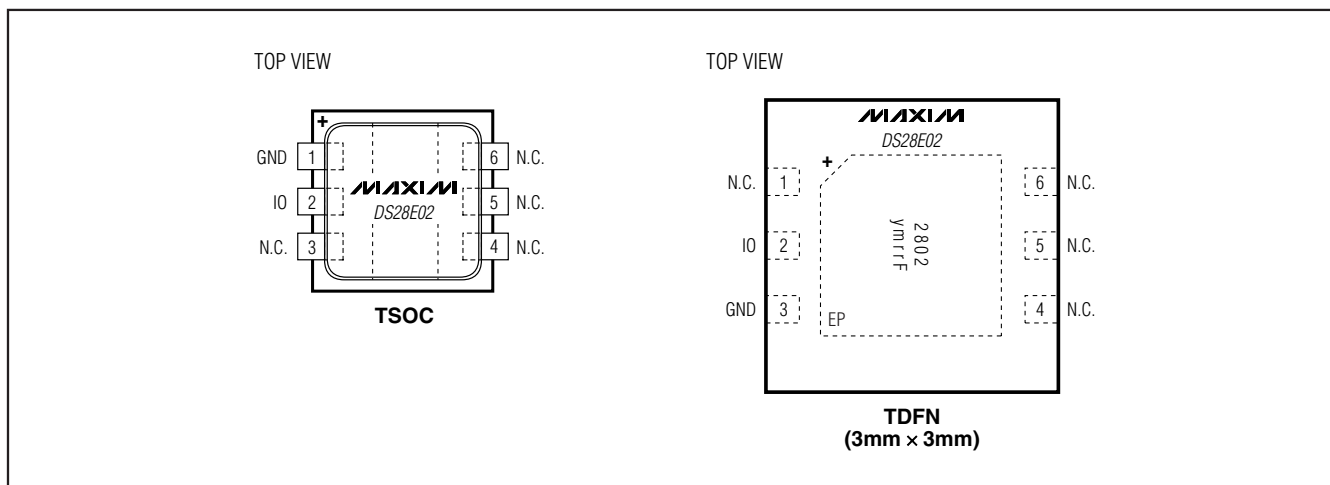 TOP VIEW
+
GND 1 6 N.C.
MAXIM
IO 2 5 N.C.
DS28E02
N.C. 3 4 N.C.
TSOC
TOP VIEW
MAXIM
DS28E02
+
N.C. 1 6 N.C.
2802
ymrrF
IO 2 5 N.C.
GND 3 4 N.C.
EP
TDFN
(3mm × 3mm)